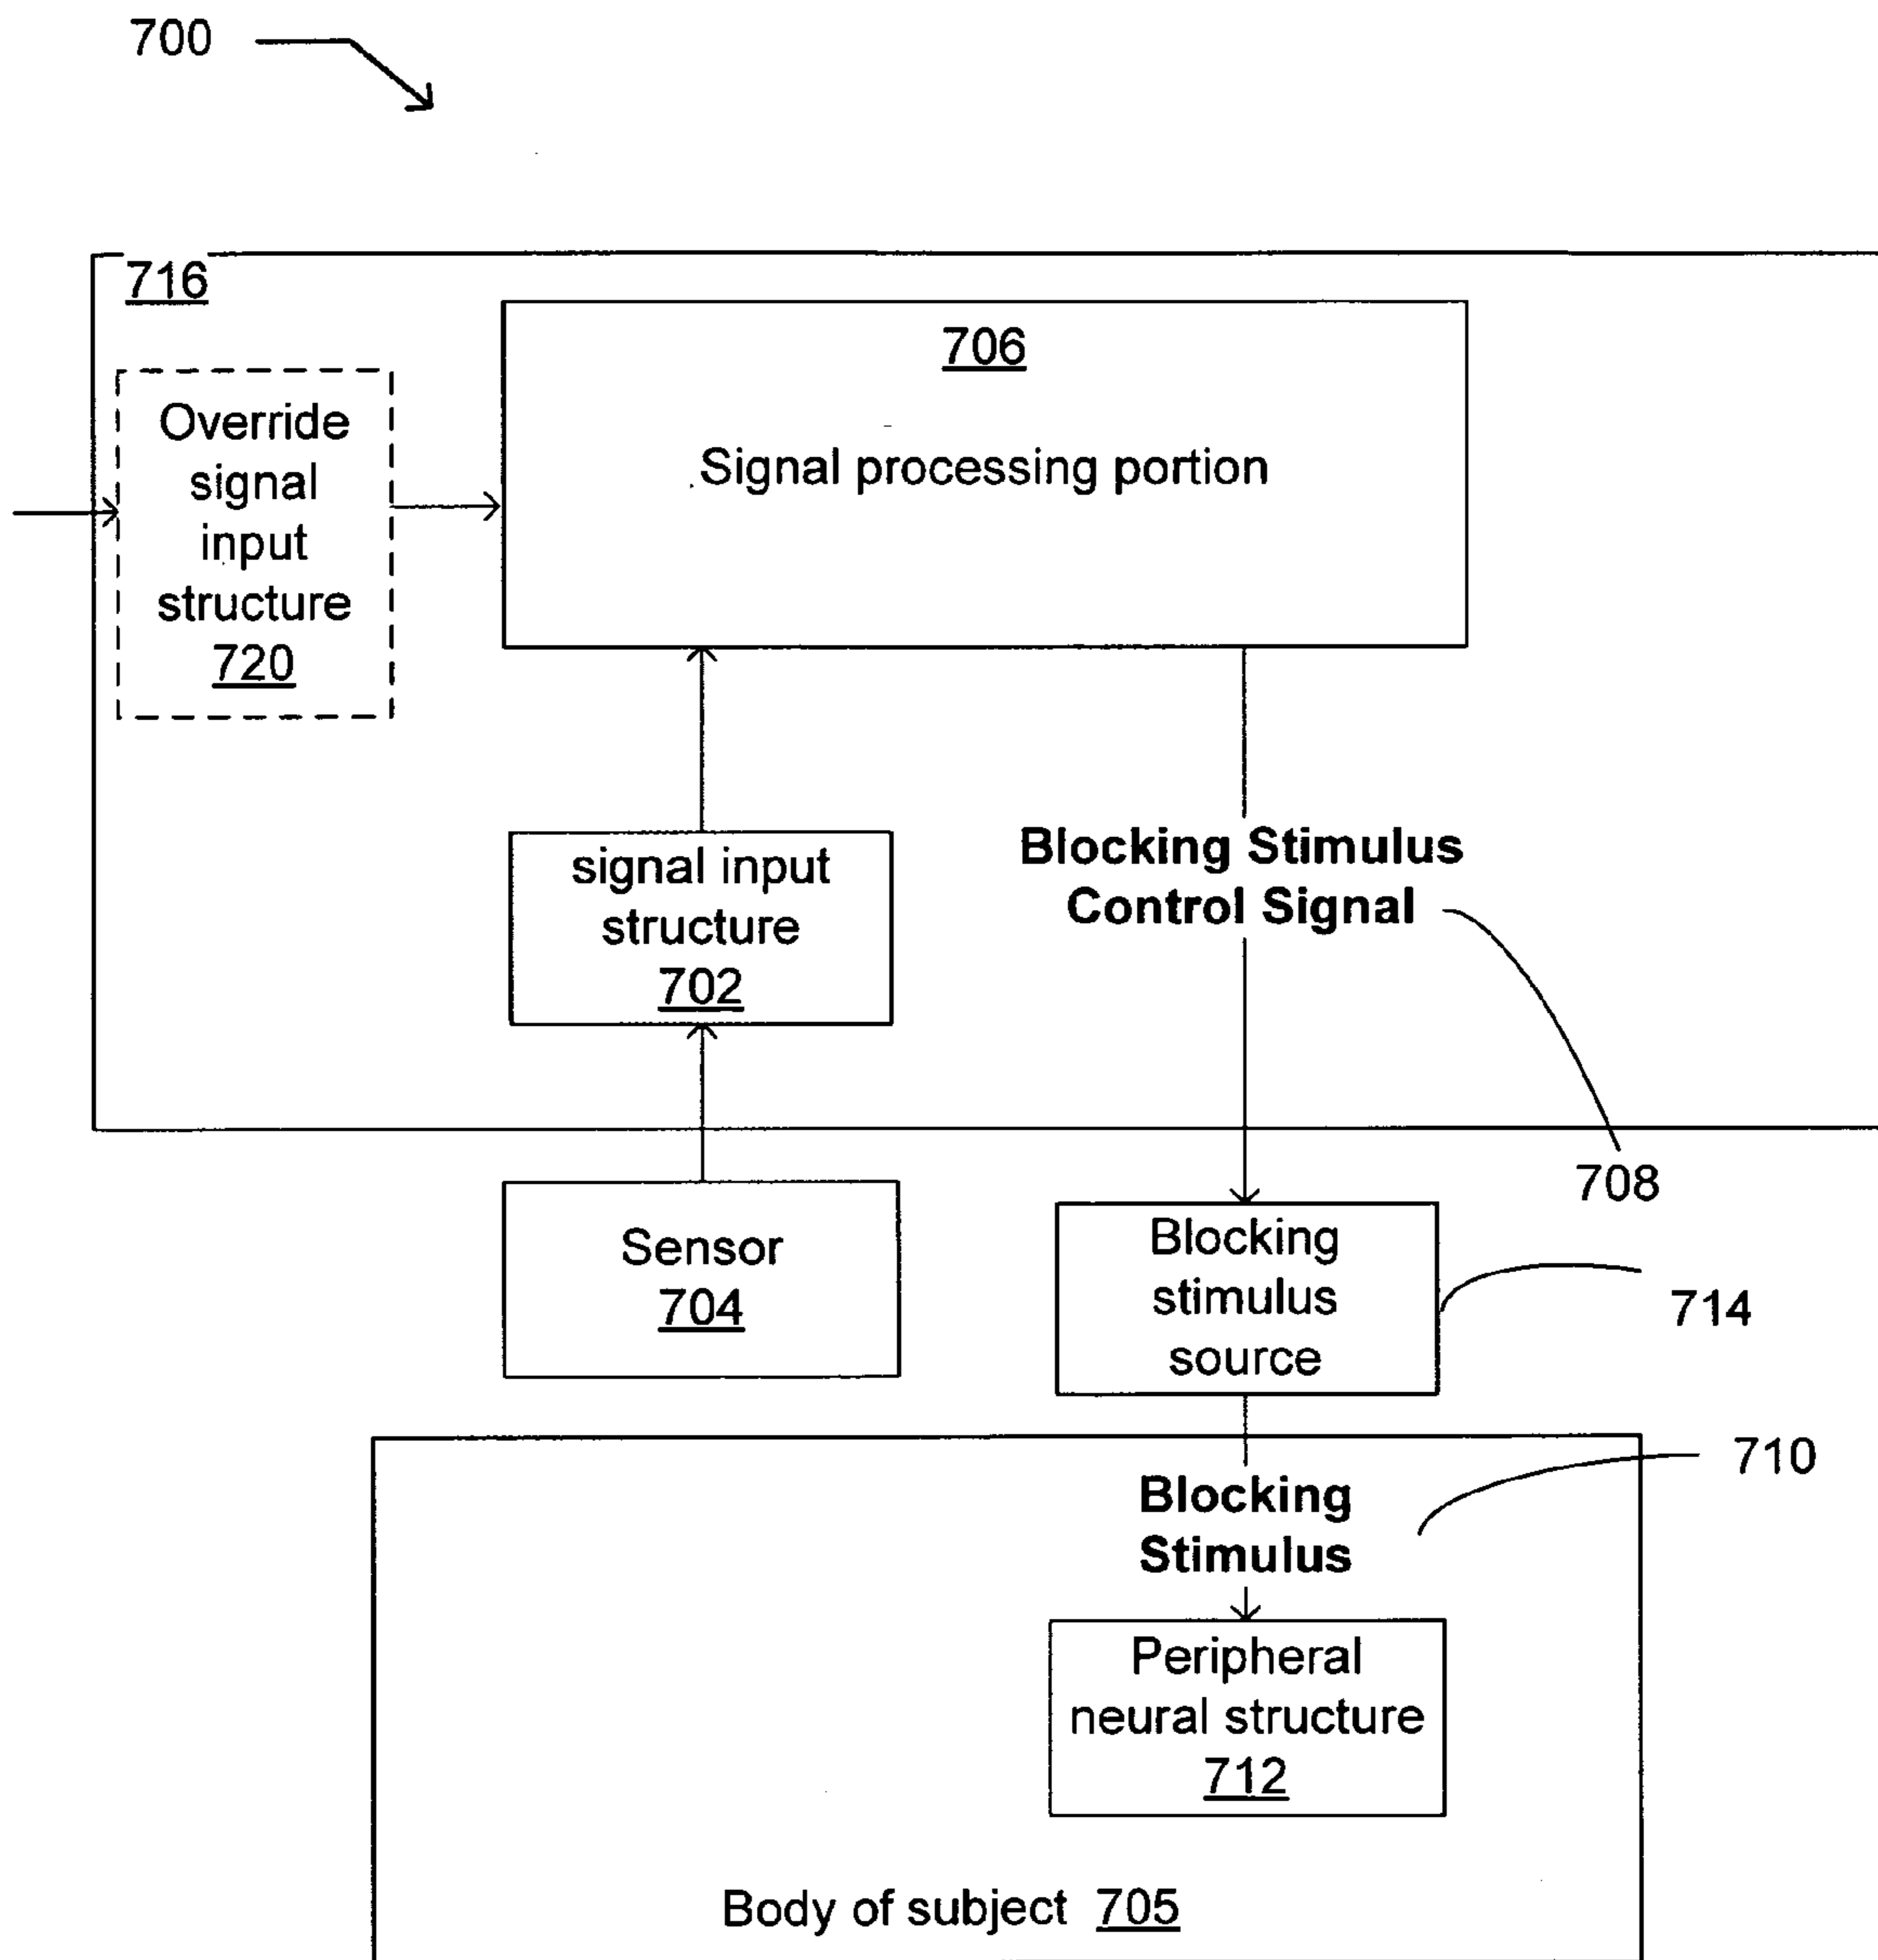 700
716
706
Signal processing portion
Override
signal
input
structure
720
signal input
structure
702
Blocking Stimulus
Control Signal
708
Sensor
704
Blocking
stimulus
source
714
710
Blocking
Stimulus
Peripheral
neural structure
712
Body of subject 705